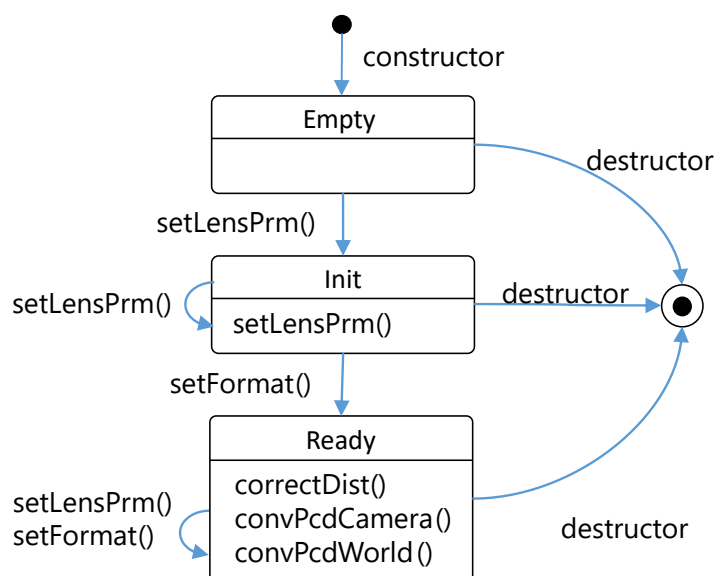 constructor
Empty
destructor
setLensPrm()
Init
setLensPrm()
destructor
setLensPrm()
setFormat()
Ready
correctDist()
setLensPrm()
convPcdCamera()
setFormat()
destructor
convPcdWorld()